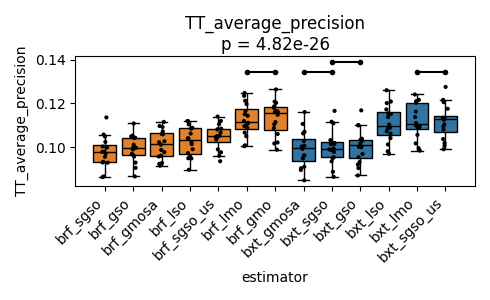 TT_average_precision
p = 4.82e-26
TT_average_precision
0.14
0.12
0.10
brf_sgso
brf_gso
brf_gmosa
brf_lso
brf_sgso_us
brf_lmo
brf_gmo
bxt_gmosa
bxt_sgso
bxt_gso
bxt_lso
bxt_lmo
bxt_sgso_us
estimator